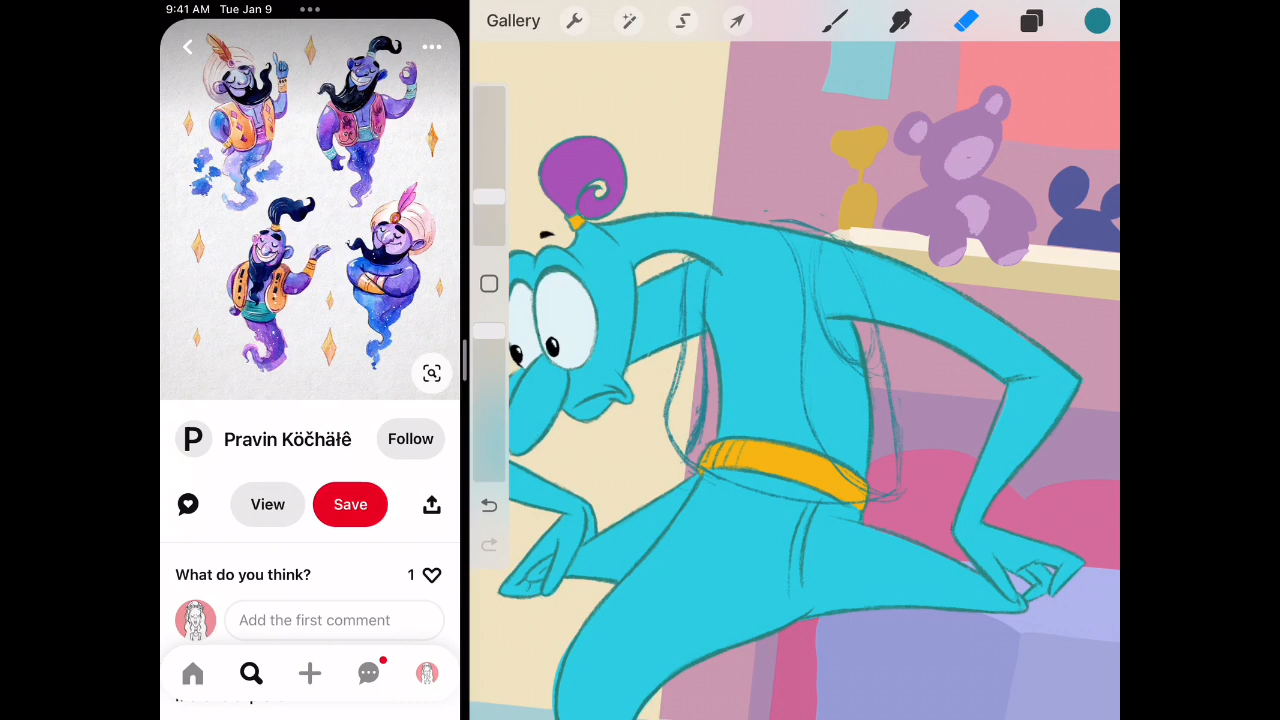 9:41 AM Tue Jan 9
Gallery
P
Pravin Köčhäłê
Follow
View
Save
What do you think?
1
Add the first comment